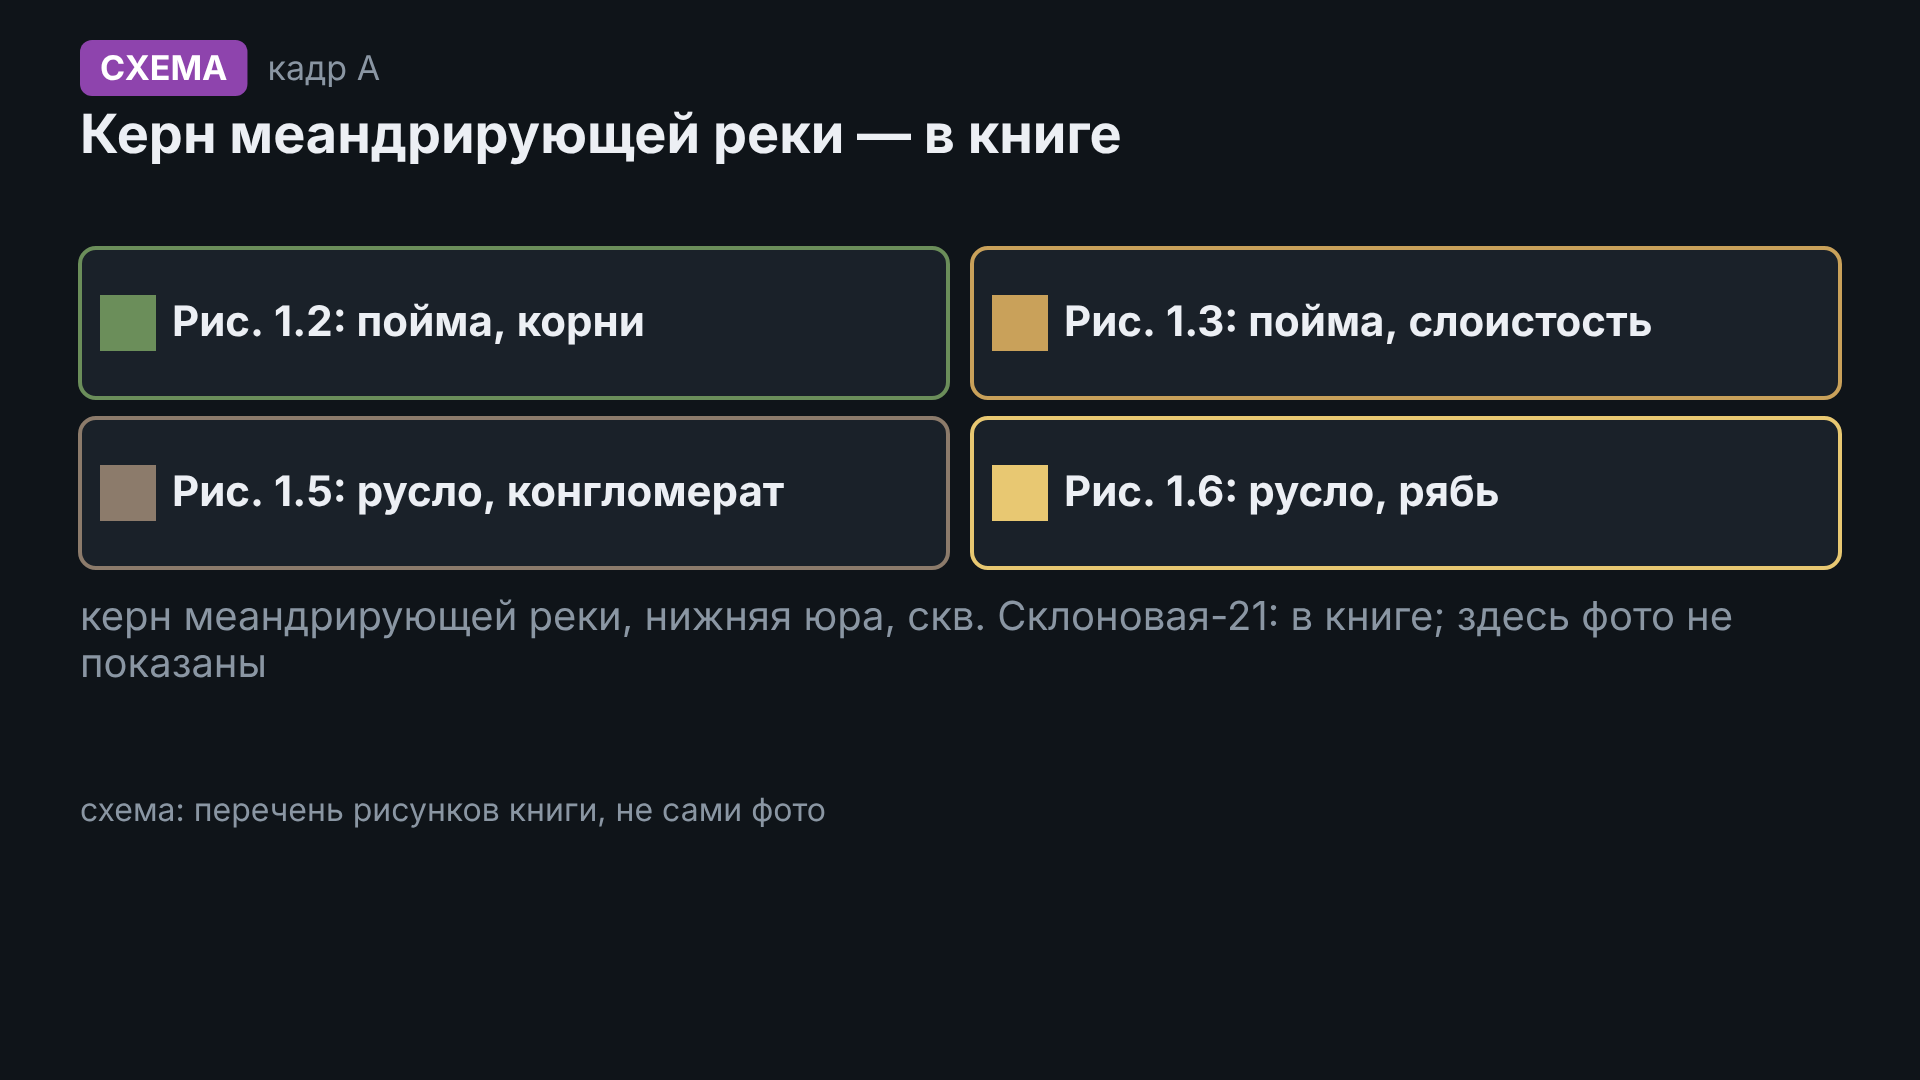 СХЕМА кадр А
Керн меандрирующей реки — в книге
Рис. 1.2: пойма, корни
Рис. 1.3: пойма, слоистость
Рис. 1.5: русло, конгломерат
Рис. 1.6: русло, рябь
керн меандрирующей реки, нижняя юра, скв. Склоновая-21: в книге; здесь фото не
показаны
схема: перечень рисунков книги, не сами фото